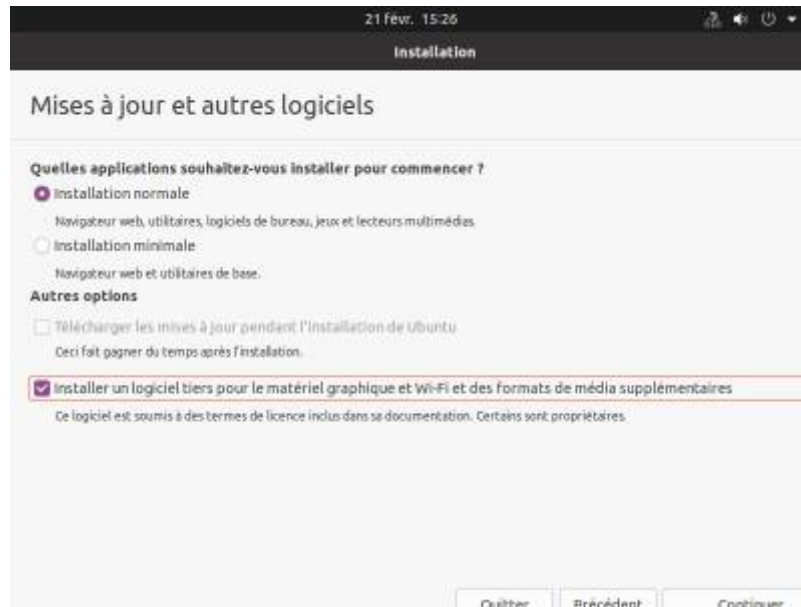 21 févr. 15:26
Installation
Mises à jour et autres logiciels
Quelles applications souhaitez-vous installer pour commencer ?
Installation normale
Navigateur web, utilitaires, logiciels de bureau, jeux et lecteurs multimédias.
Installation minimale
Navigateur web et utilitaires de base.
Autres options
Télécharger les mises à jour pendant l'installation de Ubuntu
Ceci fait gagner du temps après l'installation.
Installer un logiciel tiers pour le matériel graphique et Wi-Fi et des formats de média supplémentaires
Ce logiciel est soumis à des termes de licence inclus dans sa documentation. Certains sont propriétaires.
Quitter Précédent Continuer